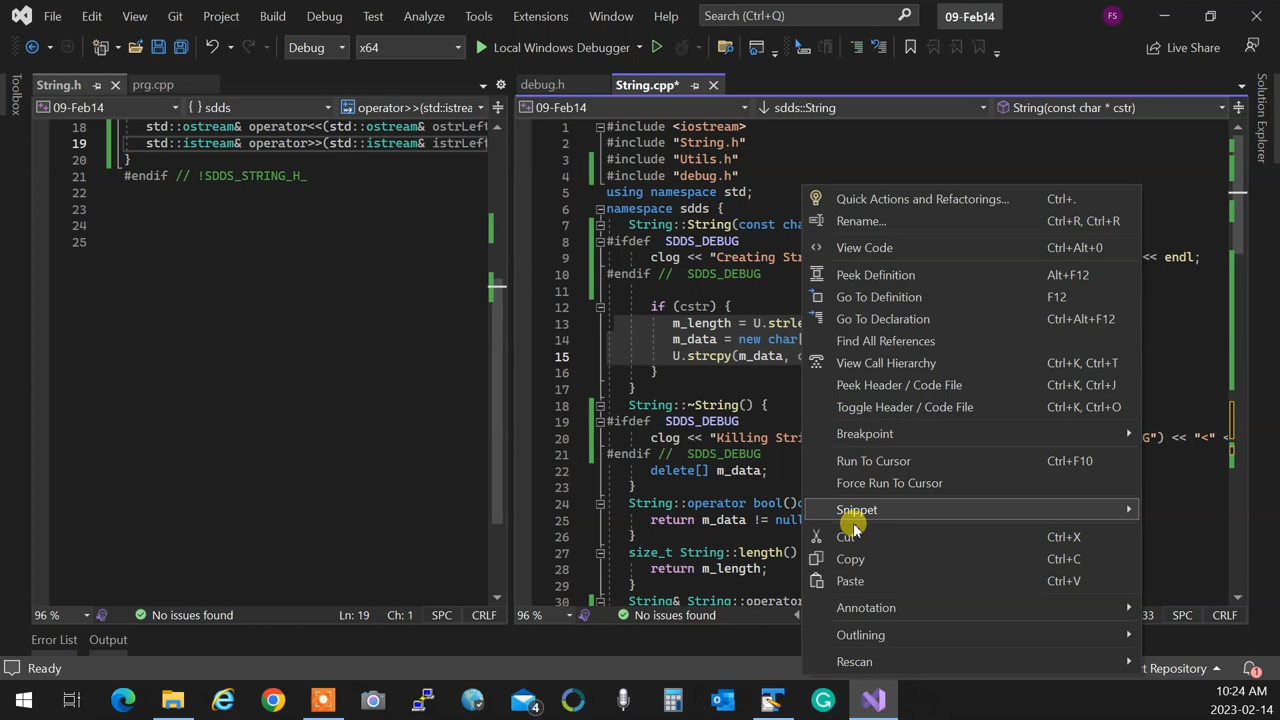 File Edit View Git Project Build Debug Test Analyze Tools Extensions Window Help Search (Ctrl+Q) 09-Feb14 FS
Debug x64 Local Windows Debugger Live Share
Toolbox
String.h prg.cpp
09-Feb14 { } sdds operator>>(std::istrea
18 std::ostream& operator<<(std::ostream& ostrLeft
19 std::istream& operator>>(std::istream& istrLeft
20 }
21 #endif // !SDDS_STRING_H_
22
23
24
25
96 % No issues found Ln: 19 Ch: 1 SPC CRLF
debug.h String.cpp*
09-Feb14 sdds::String String(const char * cstr)
1 #include <iostream>
2 #include "String.h"
3 #include "Utils.h"
4 #include "debug.h"
5 using namespace std;
6 namespace sdds {
7 String::String(const cha
8 #ifdef SDDS_DEBUG
9 clog << "Creating Str << endl;
10 #endif // SDDS_DEBUG
11
12 if (cstr) {
13 m_length = U.strle
14 m_data = new char[
15 U.strcpy(m_data, c
16 }
17 }
18 String::~String() {
19 #ifdef SDDS_DEBUG
20 clog << "Killing Stri G") << "<" <
21 #endif // SDDS_DEBUG
22 delete[] m_data;
23 }
24 String::operator bool()c
25 return m_data != null
26 }
27 size_t String::length()
28 return m_length;
29 }
30 String& String::operator
96 % No issues found 33 SPC CRLF
Quick Actions and Refactorings... Ctrl+.
Rename... Ctrl+R, Ctrl+R
View Code Ctrl+Alt+0
Peek Definition Alt+F12
Go To Definition F12
Go To Declaration Ctrl+Alt+F12
Find All References
View Call Hierarchy Ctrl+K, Ctrl+T
Peek Header / Code File Ctrl+K, Ctrl+J
Toggle Header / Code File Ctrl+K, Ctrl+O
Breakpoint
Run To Cursor Ctrl+F10
Force Run To Cursor
Snippet
Cut Ctrl+X
Copy Ctrl+C
Paste Ctrl+V
Annotation
Outlining
Rescan
Solution Explorer
Error List Output
Ready t Repository 1
4
10:24 AM
2023-02-14